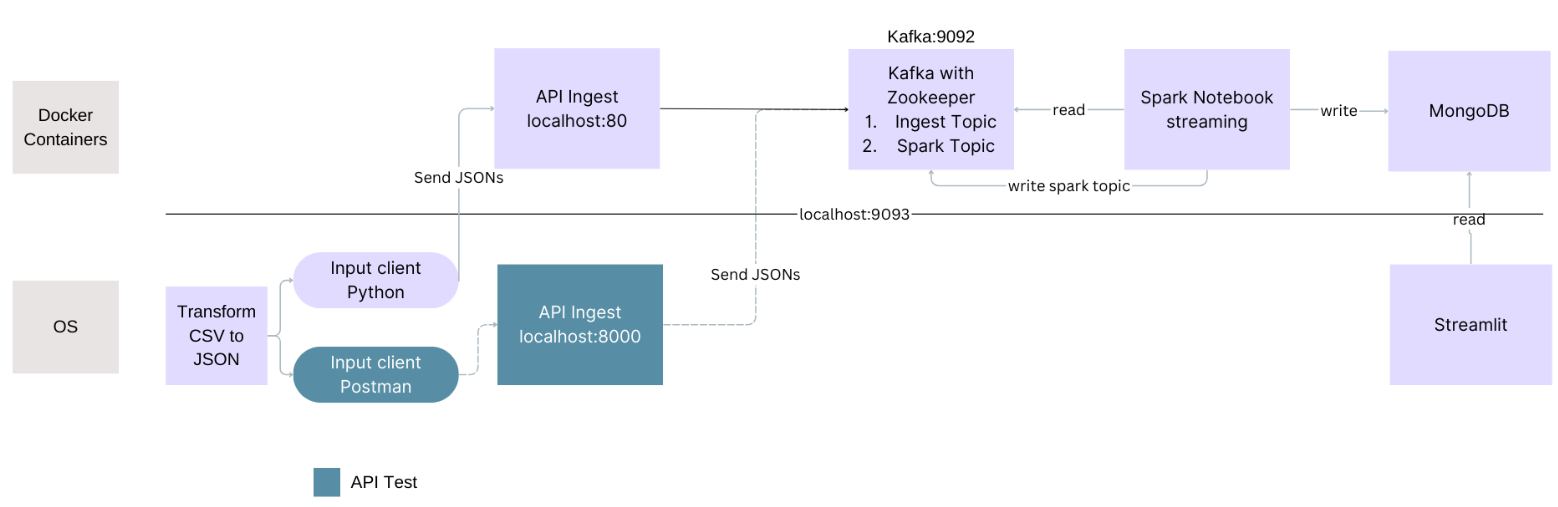 Kafka:9092
Docker
Containers
API Ingest
localhost:80
Kafka with
Zookeeper
1. Ingest Topic
2. Spark Topic
read
Spark Notebook
streaming
write
MongoDB
Send JSONs
write spark topic
localhost:9093
read
OS
Transform
CSV to
JSON
Input client
Python
Input client
Postman
API Ingest
localhost:8000
Send JSONs
Streamlit
API Test